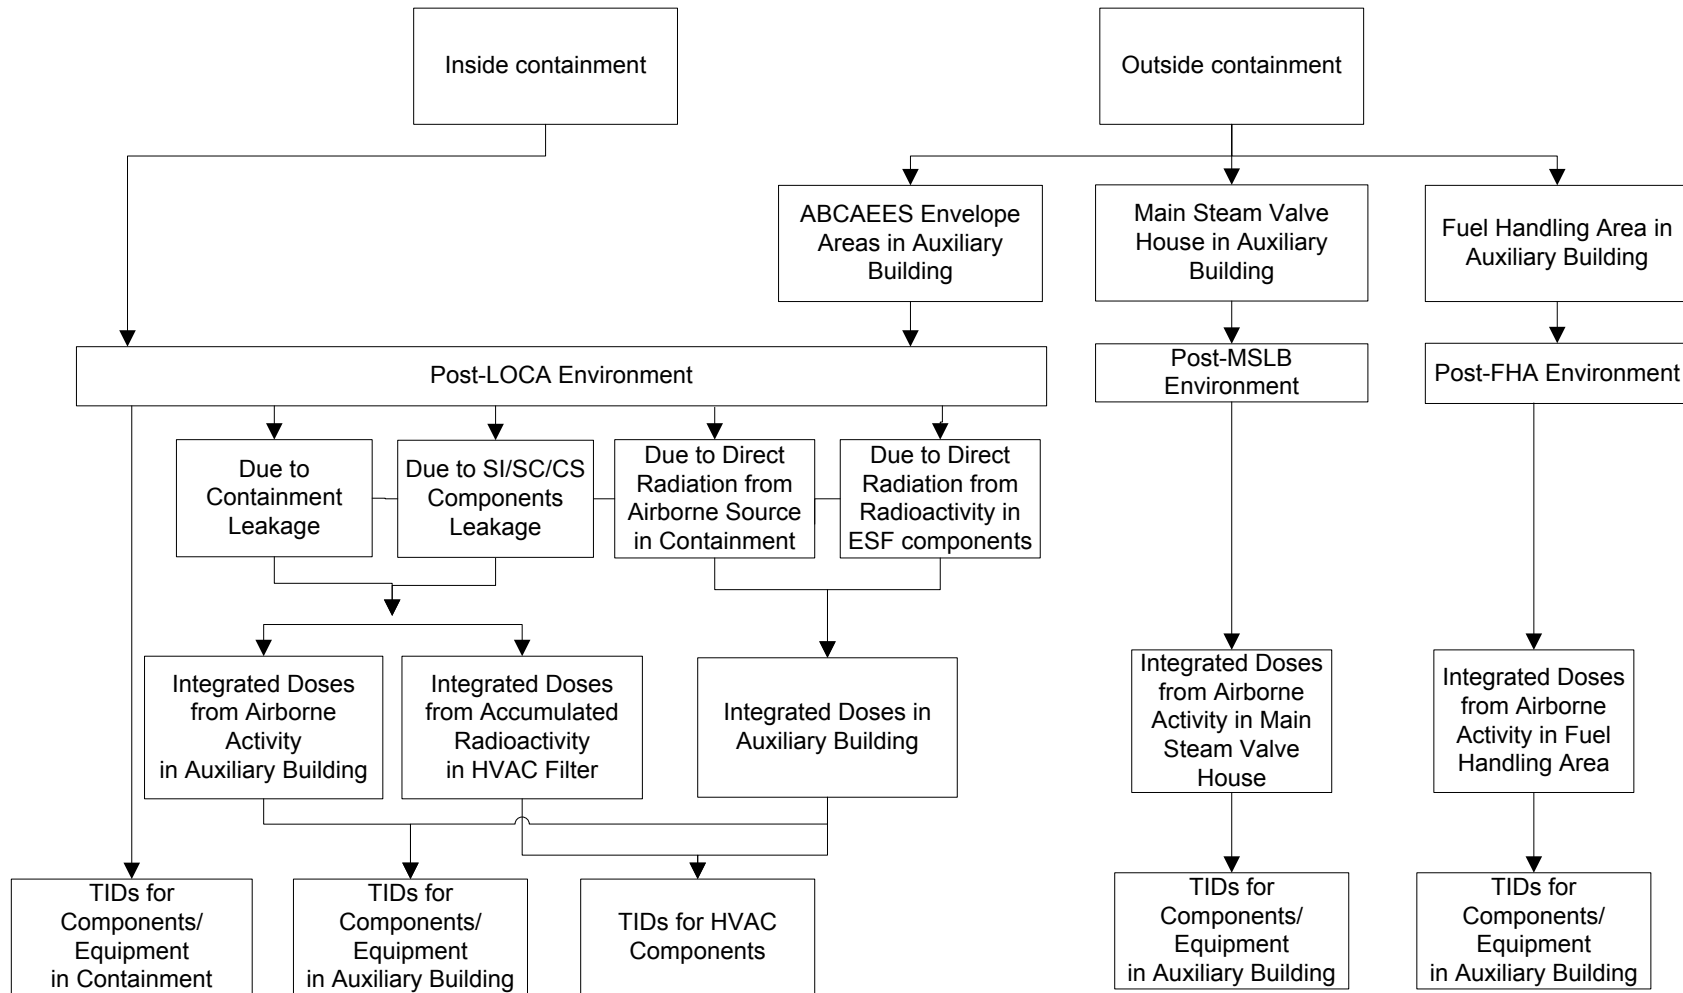 Inside containment
Outside containment
ABCAEES Envelope
Areas in Auxiliary
Building
Main Steam Valve
House in Auxiliary
Building
Fuel Handling Area in
Auxiliary Building
Post-LOCA Environment
Post-MSLB
Environment
Post-FHA Environment
Due to
Containment
Leakage
Due to SI/SC/CS
Components
Leakage
Due to Direct
Radiation from
Airborne Source
in Containment
Due to Direct
Radiation from
Radioactivity in
ESF components
Integrated Doses
from Airborne
Activity
in Auxiliary Building
Integrated Doses
from Accumulated
Radioactivity
in HVAC Filter
Integrated Doses in
Auxiliary Building
Integrated Doses
from Airborne
Activity in Main
Steam Valve
House
Integrated Doses
from Airborne
Activity in Fuel
Handling Area
TIDs for
Components/
Equipment
in Containment
TIDs for
Components/
Equipment
in Auxiliary Building
TIDs for HVAC
Components
TIDs for
Components/
Equipment
in Auxiliary Building
TIDs for
Components/
Equipment
in Auxiliary Building